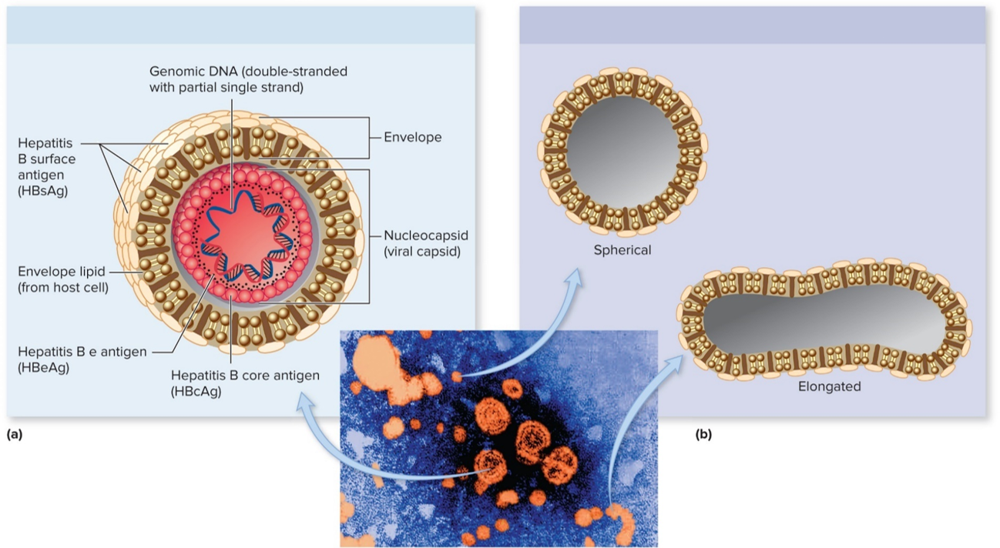 Genomic DNA (double-stranded
with partial single strand)
Hepatitis
B surface
antigen
(HBsAg)
Envelope
Nucleocapsid
(viral capsid)
Envelope lipid
(from host cell)
Hepatitis B e antigen
(HBeAg)
Hepatitis B core antigen
(HBcAg)
(a)
Spherical
Elongated
(b)